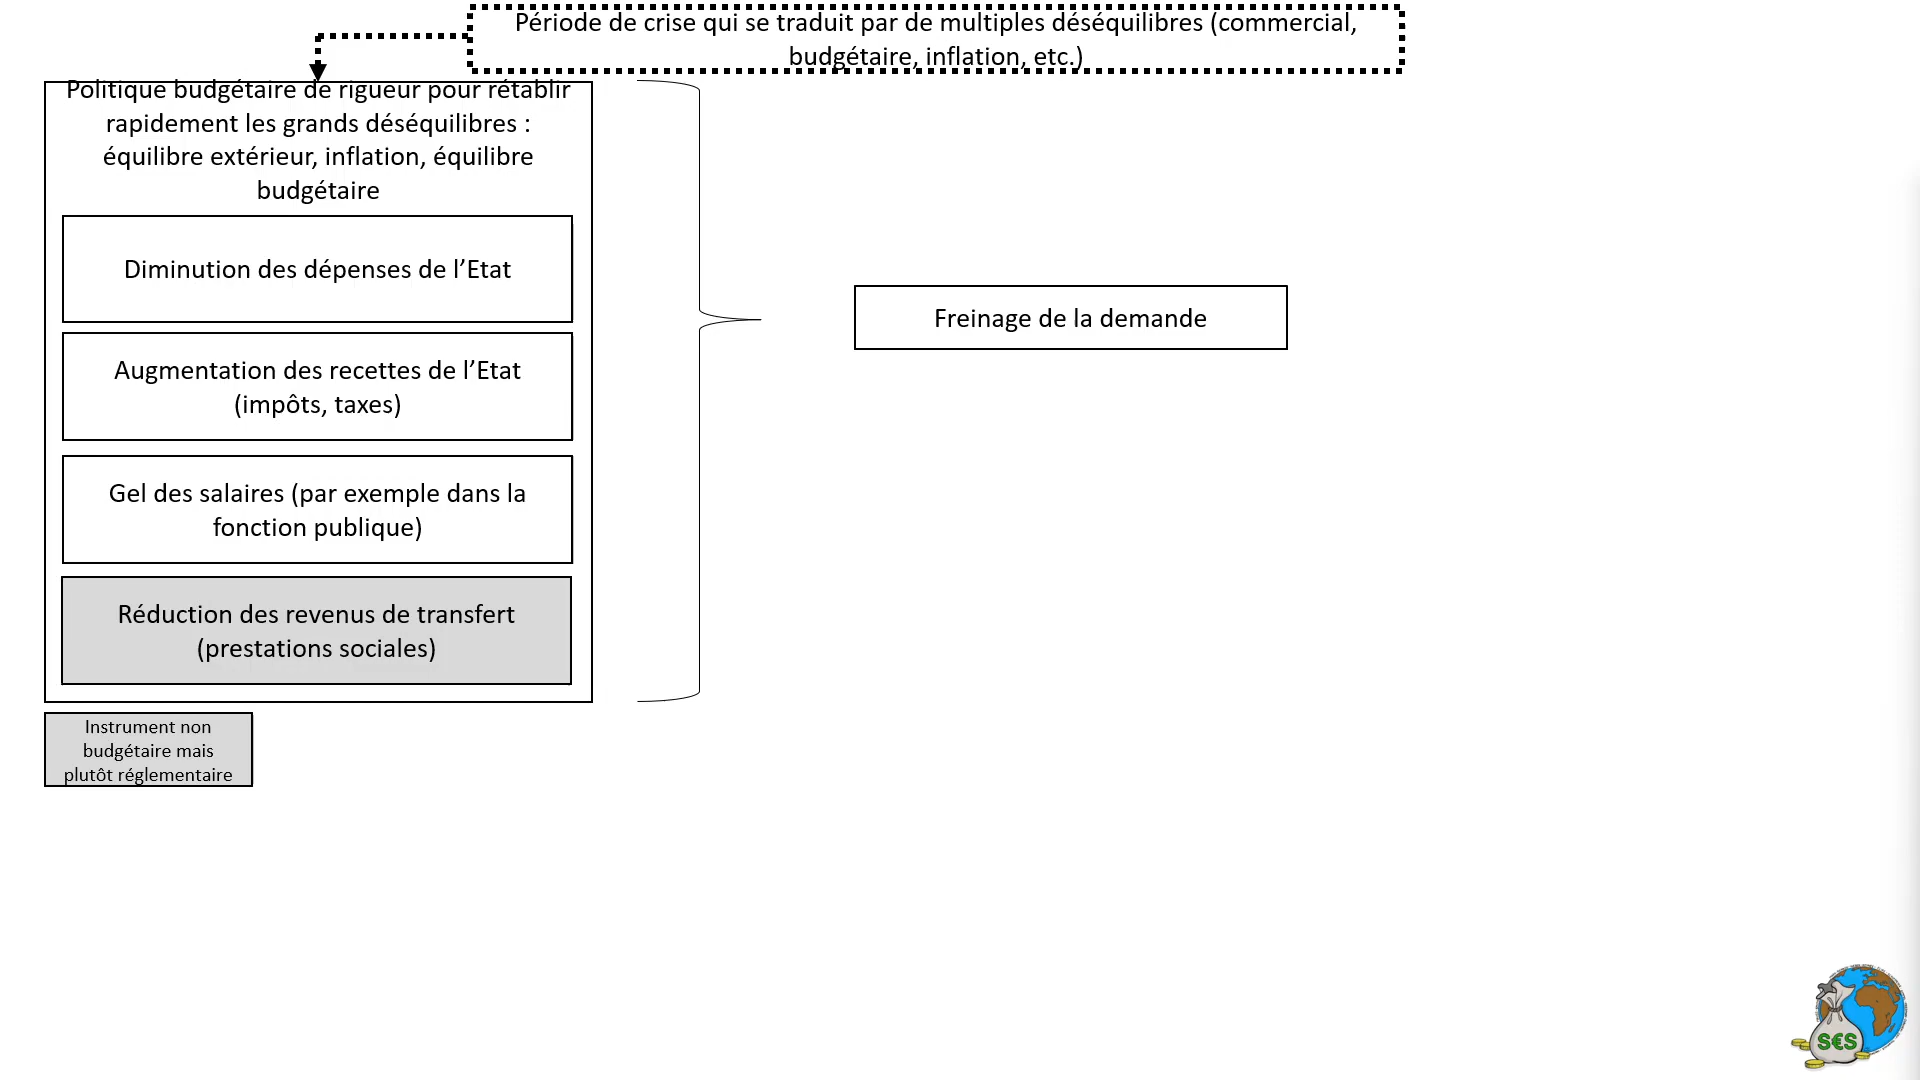 Période de crise qui se traduit par de multiples déséquilibres (commercial,
budgétaire, inflation, etc.)
Politique budgétaire de rigueur pour rétablir
rapidement les grands déséquilibres :
équilibre extérieur, inflation, équilibre
budgétaire
Diminution des dépenses de l’Etat
Augmentation des recettes de l’Etat
(impôts, taxes)
Gel des salaires (par exemple dans la
fonction publique)
Réduction des revenus de transfert
(prestations sociales)
Instrument non
budgétaire mais
plutôt réglementaire
Freinage de la demande
S€S